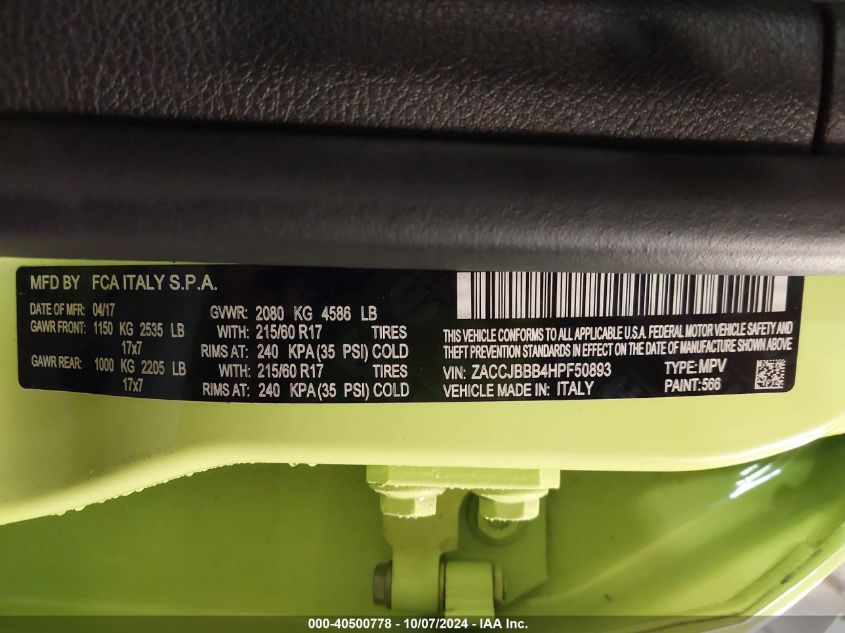 MFD BY FCA ITALY S.P.A.
DATE OF MFR: 04/17 GVWR: 2080 KG 4586 LB
GAWR FRONT: 1150 KG 2535 LB WITH: 215/60 R17 TIRES
17x7 RIMS AT: 240 KPA (35 PSI) COLD
GAWR REAR: 1000 KG 2205 LB WITH: 215/60 R17 TIRES
17x7 RIMS AT: 240 KPA (35 PSI) COLD
THIS VEHICLE CONFORMS TO ALL APPLICABLE U.S.A. FEDERAL MOTOR VEHICLE SAFETY AND
THEFT PREVENTION STANDARDS IN EFFECT ON THE DATE OF MANUFACTURE SHOWN ABOVE
VIN: ZACCJBBB4HPF50893 TYPE: MPV
VEHICLE MADE IN: ITALY PAINT: 566
000-40500778 - 10/07/2024 - IAA Inc.